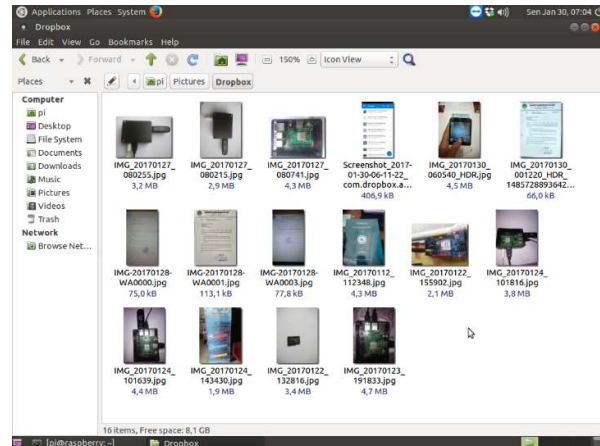 Applications Places System
Sen Jan 30, 07:04
Dropbox
File Edit View Go Bookmarks Help
Back Forward 150% Icon View
Places pi Pictures Dropbox
Computer
pi
Desktop
File System
Documents
Downloads
Music
Pictures
Videos
Trash
Network
Browse Net...
IMG_20170127_
080255.jpg
3,2 MB
IMG_20170127_
080215.jpg
2,9 MB
IMG_20170127_
080741.jpg
4,3 MB
Screenshot_2017-
01-30-06-11-22_
com.dropbox.a...
406,9 kB
IMG_20170130_
060540_HDR.jpg
4,5 MB
IMG_20170130_
001220_HDR_
1485728893642...
66,0 kB
IMG-20170128-
WA0000.jpg
75,0 kB
IMG-20170128-
WA0001.jpg
113,1 kB
IMG-20170128-
WA0003.jpg
77,8 kB
IMG_20170112_
112348.jpg
4,3 MB
IMG_20170122_
155902.jpg
2,1 MB
IMG_20170124_
101816.jpg
3,8 MB
IMG_20170124_
101639.jpg
4,4 MB
IMG_20170124_
143430.jpg
1,9 MB
IMG_20170122_
132816.jpg
3,4 MB
IMG_20170123_
191833.jpg
4,7 MB
16 items, Free space: 8,1 GB
[pi@raspberry: ~] Dropbox